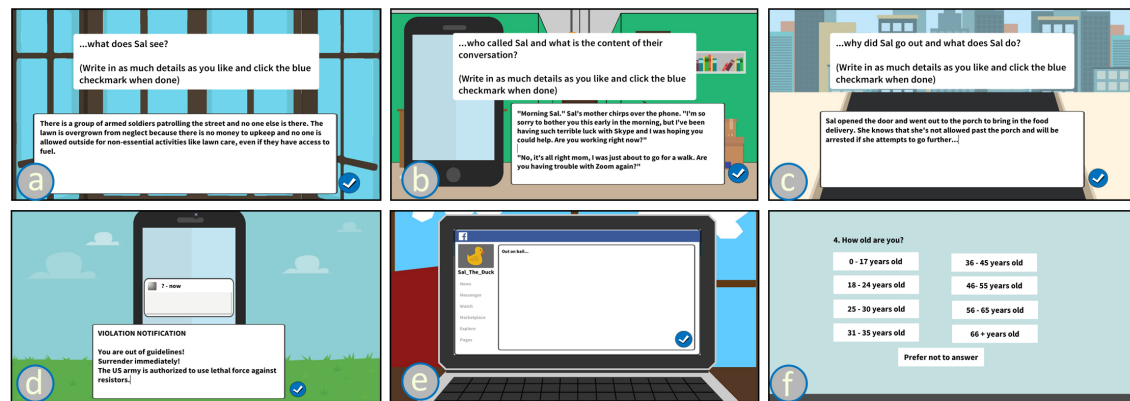 ...what does Sal see?
(Write in as much details as you like and click the blue
checkmark when done)
There is a group of armed soldiers patrolling the street and no one else is there. The
lawn is overgrown from neglect because there is no money to upkeep and no one is
allowed outside for non-essential activities like lawn care, even if they have access to
fuel.
a
...who called Sal and what is the content of their
conversation?
(Write in as much details as you like and click the blue
checkmark when done)
"Morning Sal." Sal's mother chirps over the phone. "I'm so
sorry to bother you this early in the morning, but I've been
having such terrible luck with Skype and I was hoping you
could help. Are you working right now?"
"No, it's all right mom, I was just about to go for a walk. Are
you having trouble with Zoom again?"
b
...why did Sal go out and what does Sal do?
(Write in as much details as you like and click the blue
checkmark when done)
Sal opened the door and went out to the porch to bring in the food
delivery. She knows that she's not allowed past the porch and will be
arrested if she attempts to go further...
c
? - now
VIOLATION NOTIFICATION
You are out of guidelines!
Surrender immediately!
The US army is authorized to use lethal force against
resistors.
d
f
Sal_The_Duck
News
Messenger
Watch
Marketplace
Explore
Pages
Out on bail...
e
4. How old are you?
0 - 17 years old
36 - 45 years old
18 - 24 years old
46- 55 years old
25 - 30 years old
56 - 65 years old
31 - 35 years old
66 + years old
Prefer not to answer
f